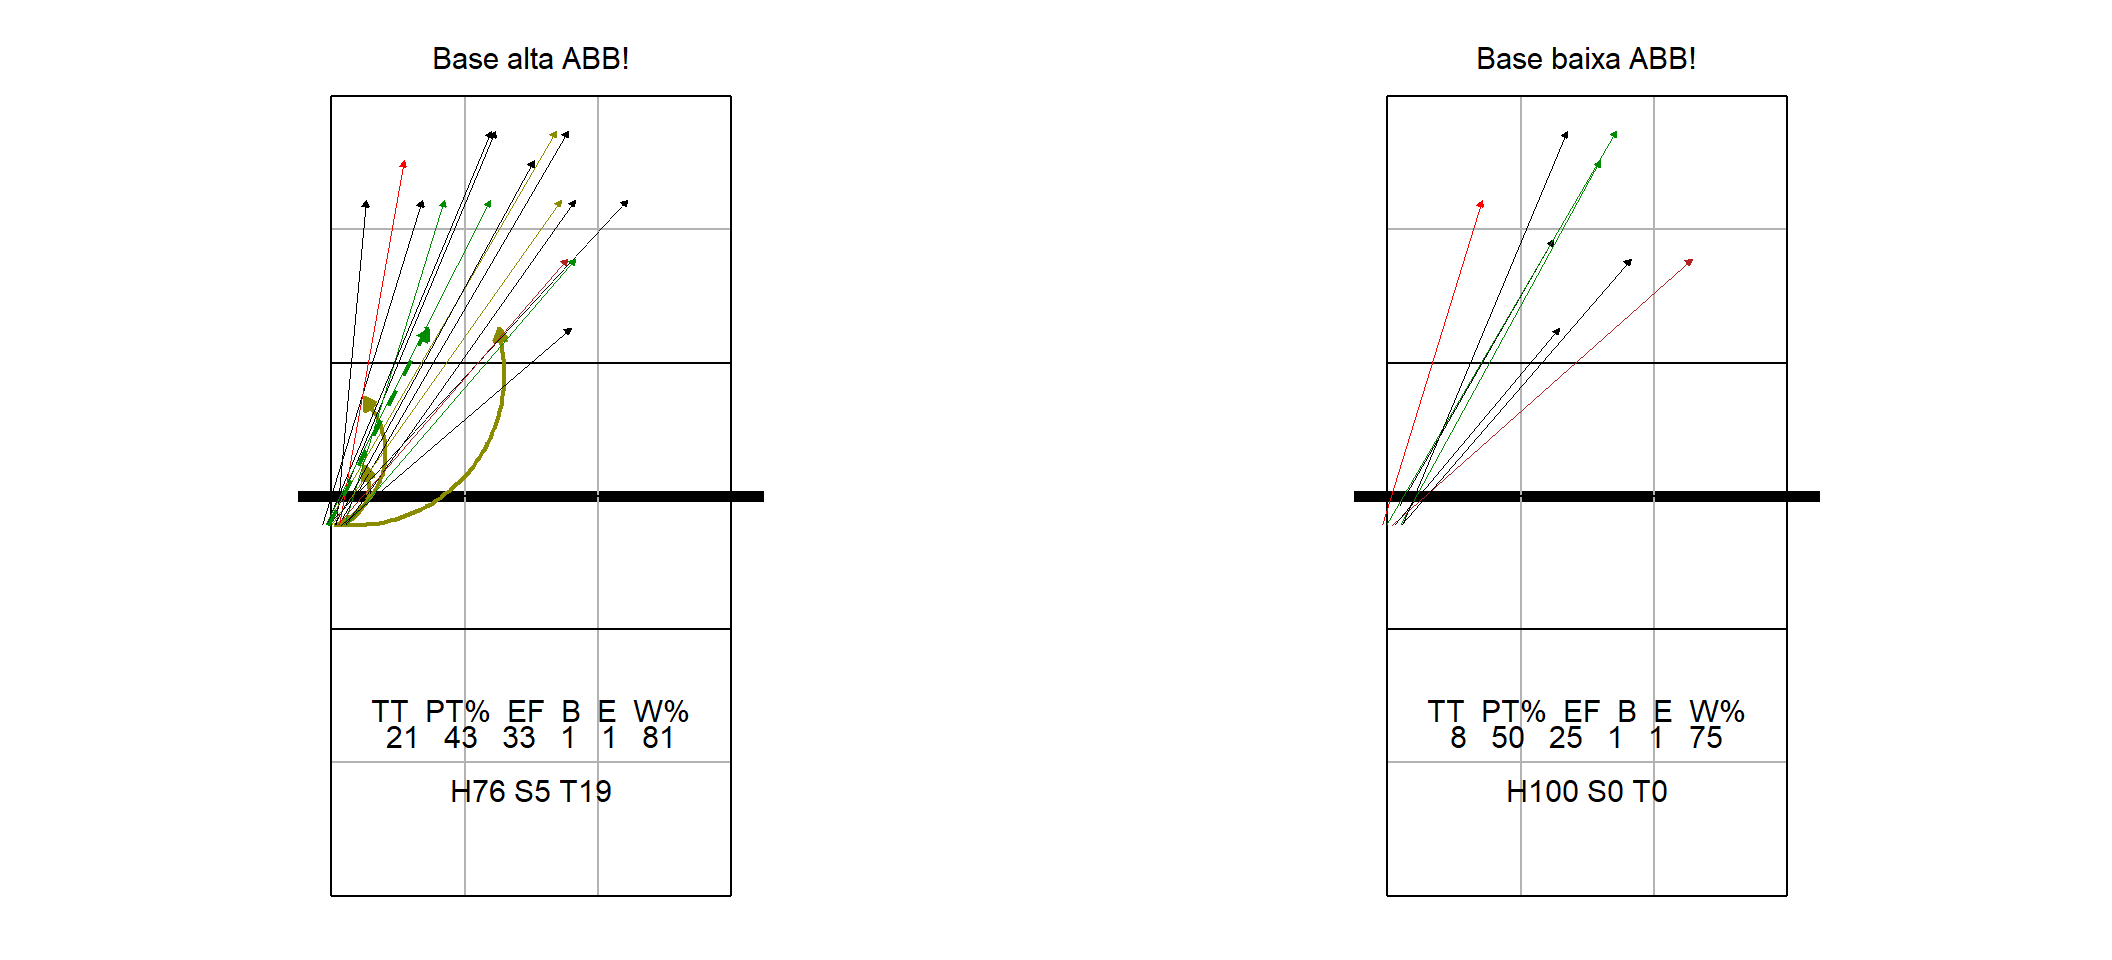 Base alta ABB!
TT PT% EF B E W%
21 43 33 1 1 81
H76 S5 T19
Base baixa ABB!
TT PT% EF B E W%
8 50 25 1 1 75
H100 S0 T0